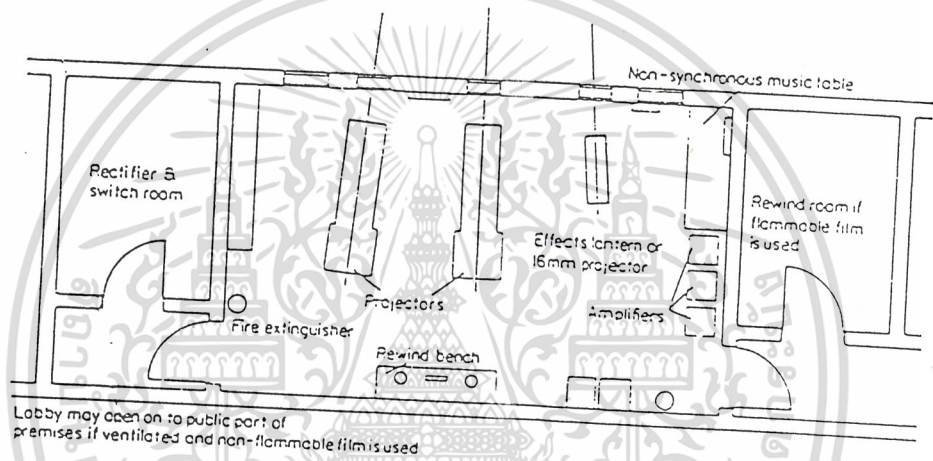 Non-synchronous music table
Rectifier &
switch room
Rewind room if
flammable film
is used
Effects lantern or
16mm projector
Projectors
Amplifiers
Fire extinguisher
Rewind bench
Lobby may open on to public part of
premises if ventilated and non-flammable film is used